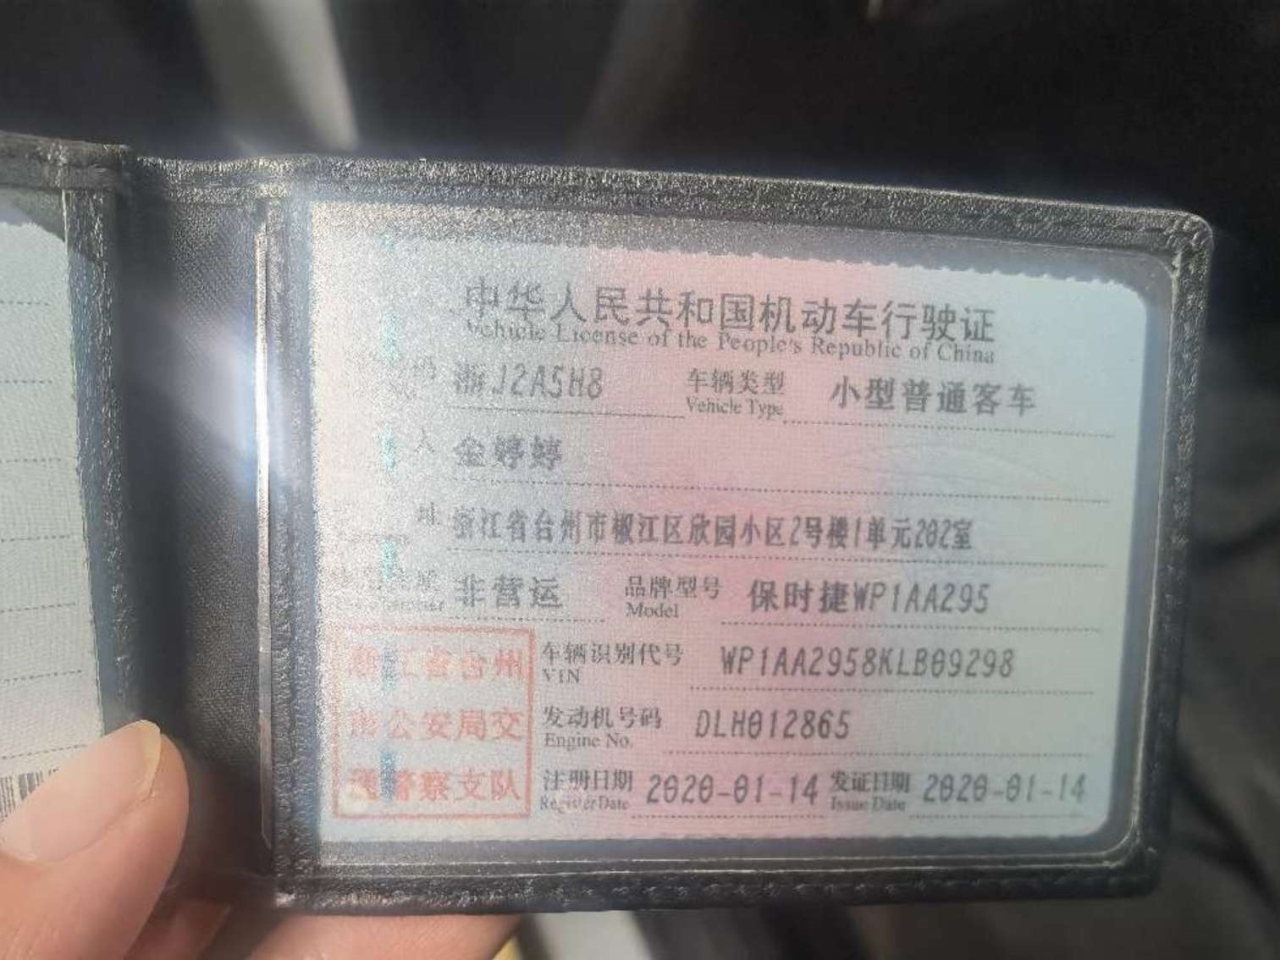 中华人民共和国机动车行驶证
Vehicle License of the People's Republic of China
码 浙J2A5H8 车辆类型 小型普通客车
Vehicle Type
人 金婷婷
址 浙江省台州市椒江区欣园小区2号楼1单元202室
非营运 品牌型号 保时捷WP1AA295
Model
浙江省台州 车辆识别代号 WP1AA2958KLB09298
VIN
市公安局交 发动机号码 DLH012865
Engine No.
通警察支队 注册日期 2020-01-14 发证日期 2020-01-14
Register Date Issue Date